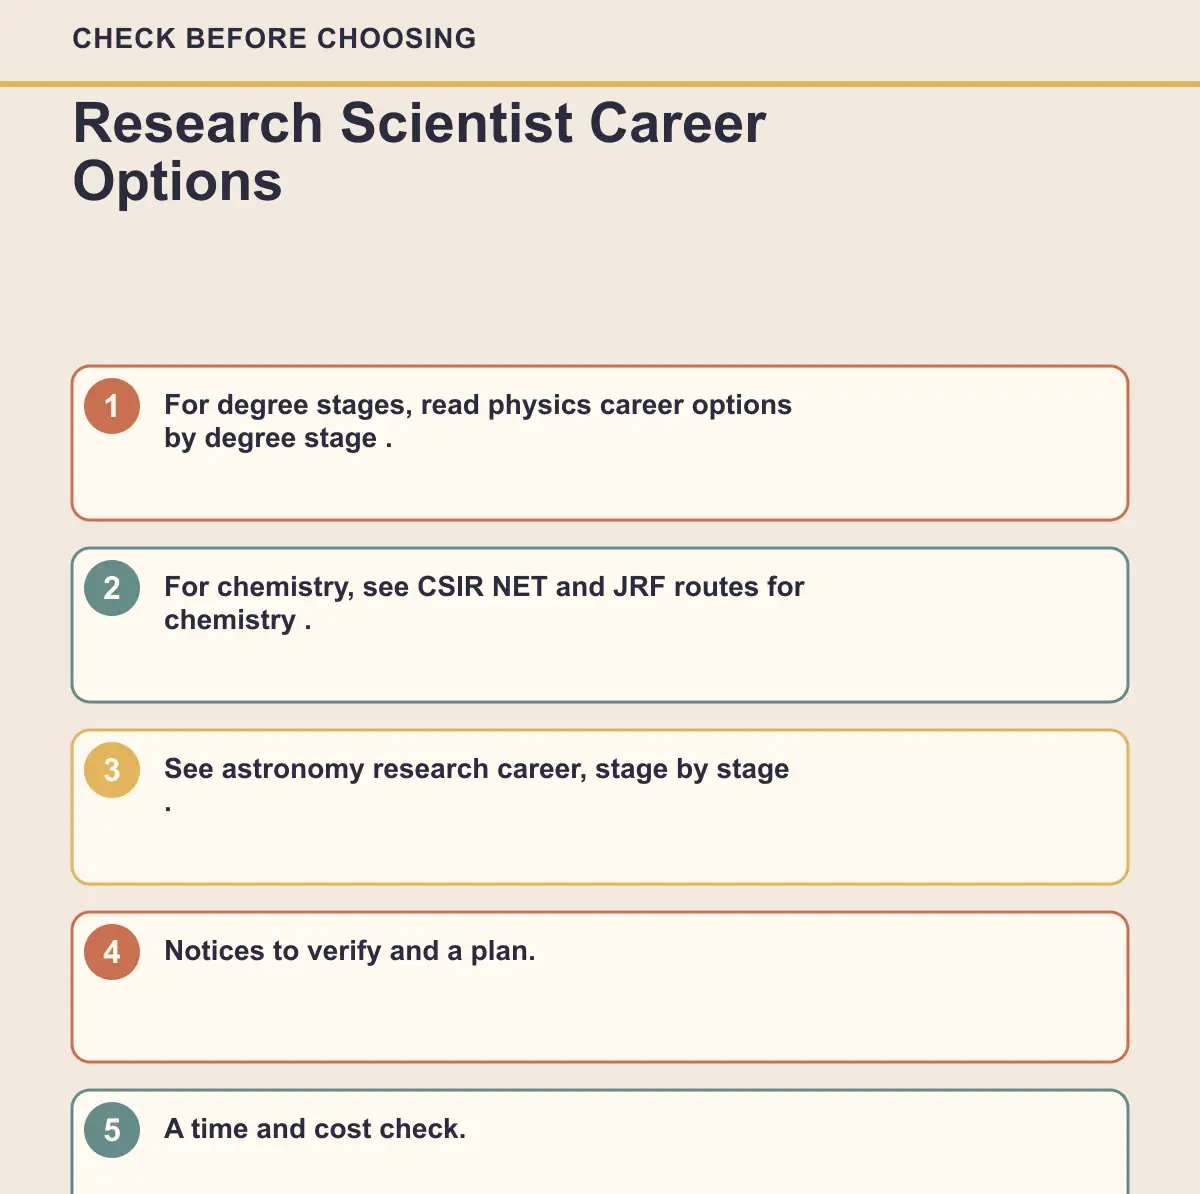 CHECK BEFORE CHOOSING
Research Scientist Career
Options
1
For degree stages, read physics career options
by degree stage .
2
For chemistry, see CSIR NET and JRF routes for
chemistry .
3
See astronomy research career, stage by stage
.
4
Notices to verify and a plan.
5
A time and cost check.